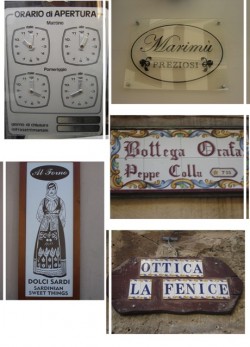 ORARIO di APERTURA
Mattino
Pomeriggio
Marimù
PREZIOSI
Bottega Orafa
Peppe Collu
Al Forno
DOLCI SARDI
SARDINIAN
SWEET THINGS
OTTICA
LA FENICE